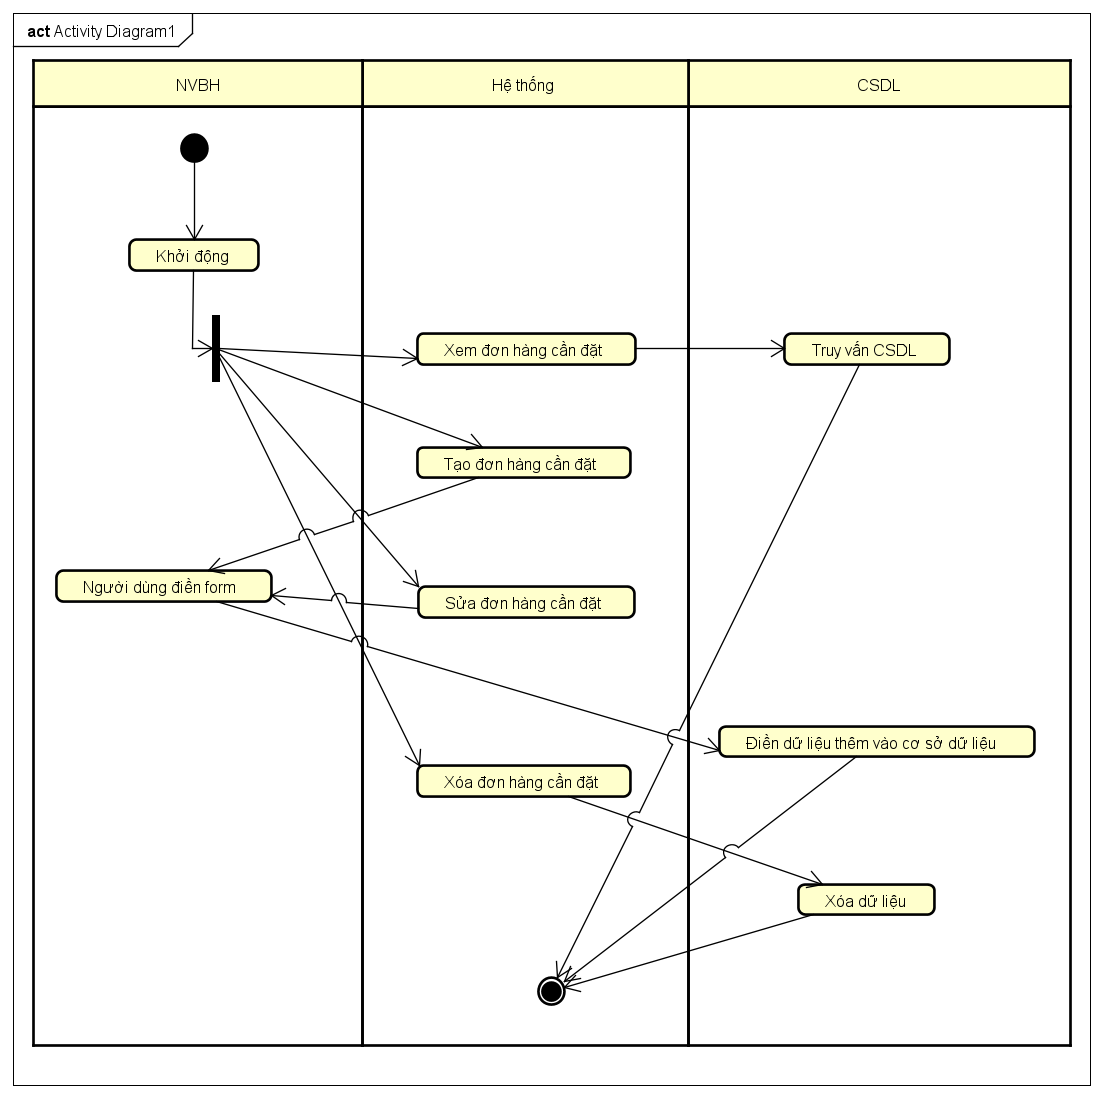 act Activity Diagram1
NVBH
Hệ thống
CSDL
Khởi động
Xem đơn hàng cần đặt
Truy vấn CSDL
Tạo đơn hàng cần đặt
Người dùng điền form
Sửa đơn hàng cần đặt
Điền dữ liệu thêm vào cơ sở dữ liệu
Xóa đơn hàng cần đặt
Xóa dữ liệu